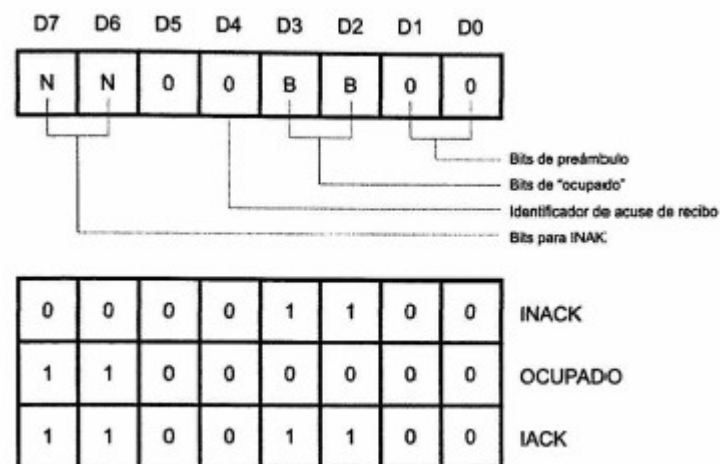 D7 D6 D5 D4 D3 D2 D1 D0
N N 0 0 B B 0 0
Bits de preámbulo
Bits de "ocupado"
Identificador de acuse de recibo
Bits para INAK
0 0 0 0 1 1 0 0 INACK
1 1 0 0 0 0 0 0 OCUPADO
1 1 0 0 1 1 0 0 IACK